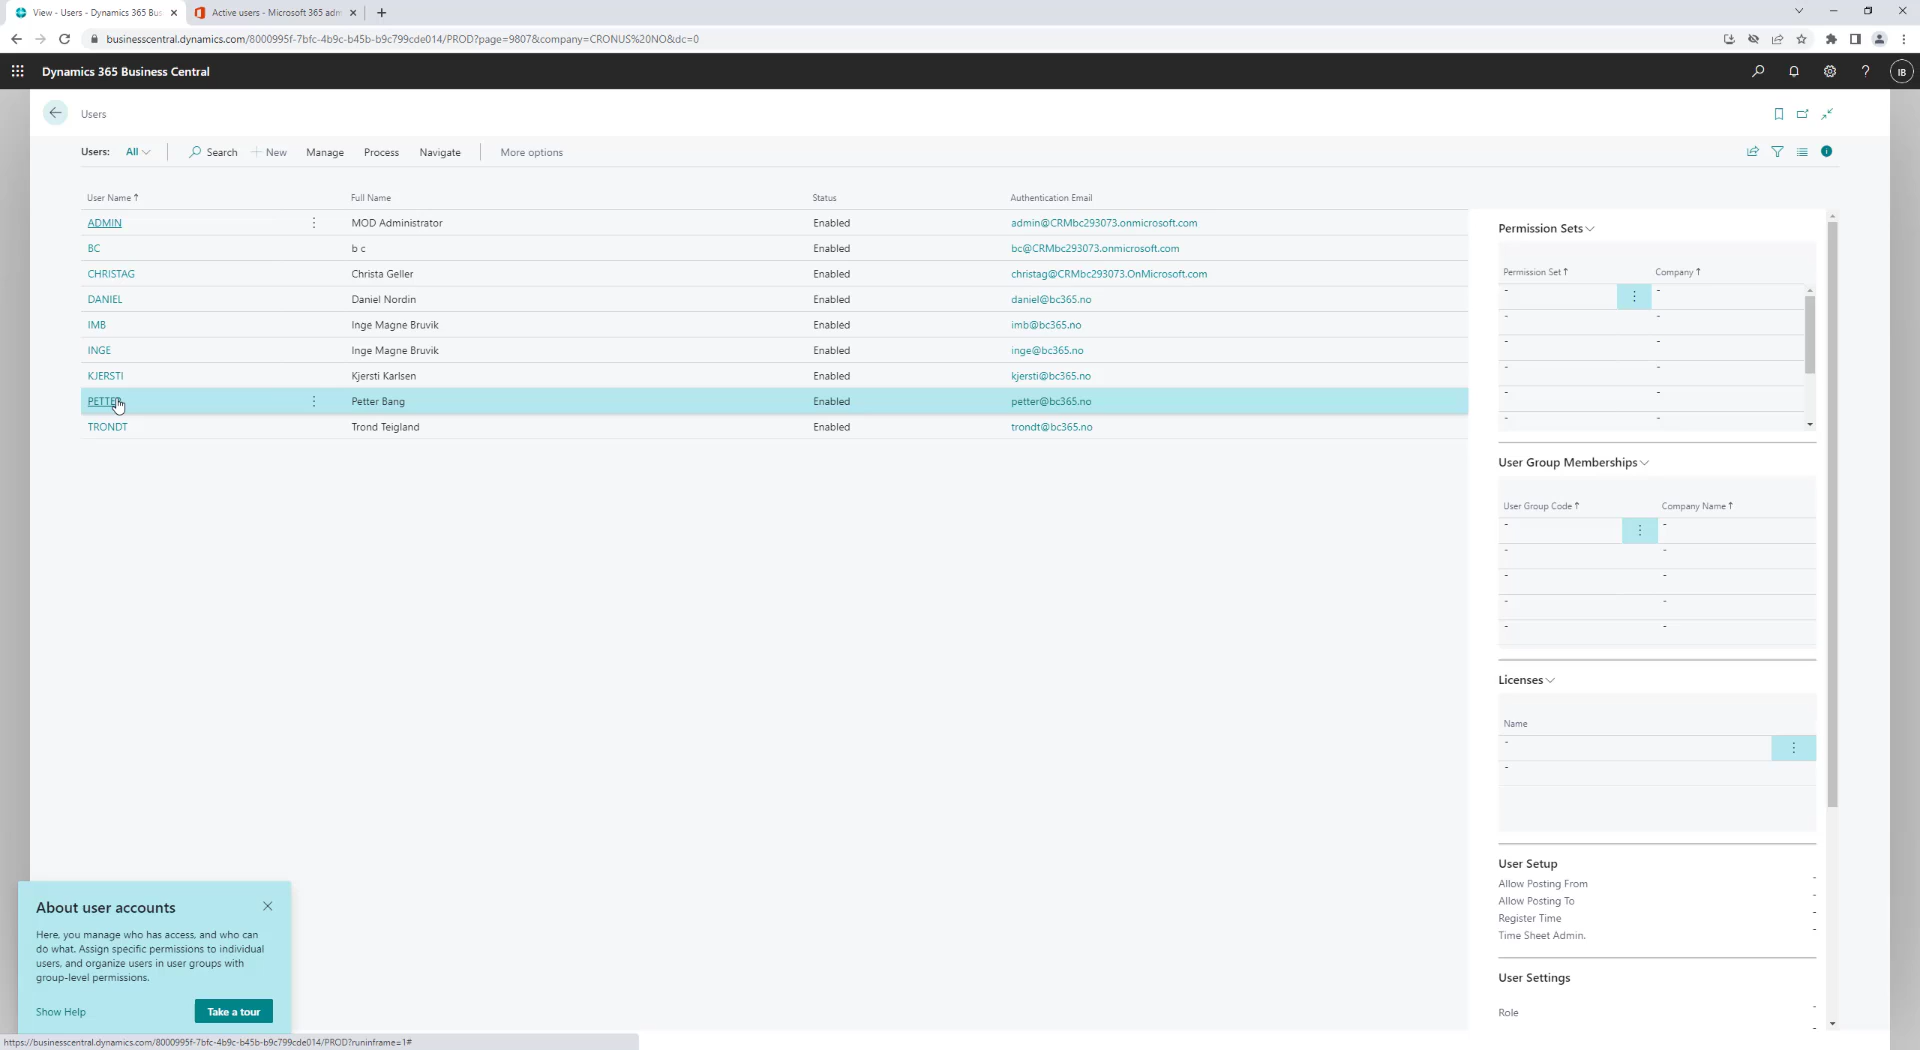 View - Users - Dynamics 365 Bus
Active users - Microsoft 365 adm
businesscentral.dynamics.com/8000995f-7bfc-4b9c-b45b-b9c799cde014/PROD?page=9807&company=CRONUS%20NO&dc=0
Dynamics 365 Business Central
IB
Users
Users: All Search New Manage Process Navigate More options
User Name ↑ Full Name Status Authentication Email
ADMIN MOD Administrator Enabled admin@CRMbc293073.onmicrosoft.com
BC b c Enabled bc@CRMbc293073.onmicrosoft.com
CHRISTAG Christa Geller Enabled christag@CRMbc293073.OnMicrosoft.com
DANIEL Daniel Nordin Enabled daniel@bc365.no
IMB Inge Magne Bruvik Enabled imb@bc365.no
INGE Inge Magne Bruvik Enabled inge@bc365.no
KJERSTI Kjersti Karlsen Enabled kjersti@bc365.no
PETTER Petter Bang Enabled petter@bc365.no
TRONDT Trond Teigland Enabled trondt@bc365.no
Permission Sets
Permission Set ↑ Company ↑
- -
- -
- -
- -
- -
- -
User Group Memberships
User Group Code ↑ Company Name ↑
- -
- -
- -
- -
- -
Licenses
Name
-
-
User Setup
Allow Posting From -
Allow Posting To -
Register Time -
Time Sheet Admin. -
User Settings
Role -
-
About user accounts
Here, you manage who has access, and who can
do what. Assign specific permissions to individual
users, and organize users in user groups with
group-level permissions.
Show Help Take a tour
https://businesscentral.dynamics.com/8000995f-7bfc-4b9c-b45b-b9c799cde014/PROD?runinframe=1#